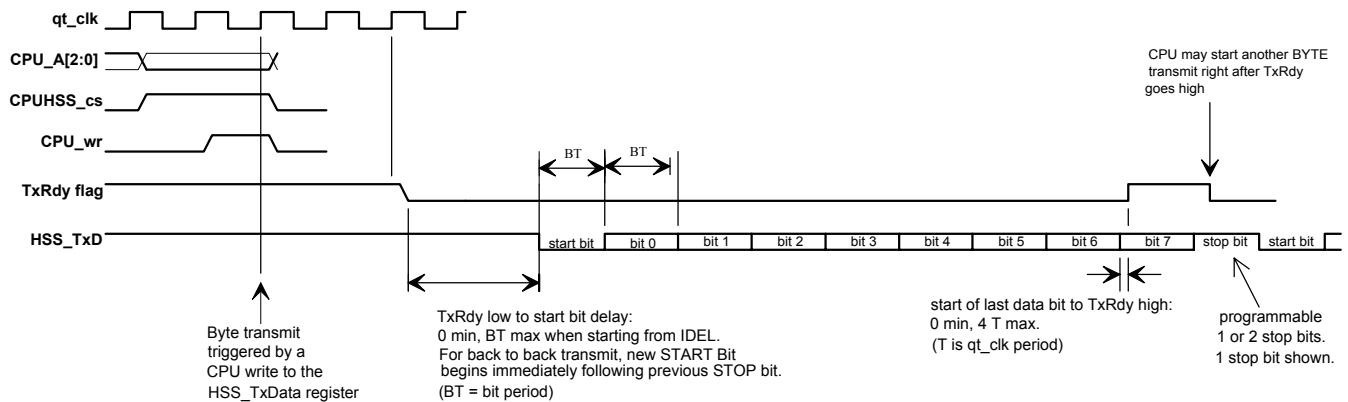 qt_clk
CPU_A[2:0]
CPUHSS_cs
CPU_wr
TxRdy flag
HSS_TxD
CPU may start another BYTE
transmit right after TxRdy
goes high
BT
BT
start bit
bit 0
bit 1
bit 2
bit 3
bit 4
bit 5
bit 6
bit 7
stop bit
start bit
Byte transmit
triggered by a
CPU write to the
HSS_TxData register
TxRdy low to start bit delay:
0 min, BT max when starting from IDEL.
For back to back transmit, new START Bit
begins immediately following previous STOP bit.
(BT = bit period)
start of last data bit to TxRdy high:
0 min, 4 T max.
(T is qt_clk period)
programmable
1 or 2 stop bits.
1 stop bit shown.